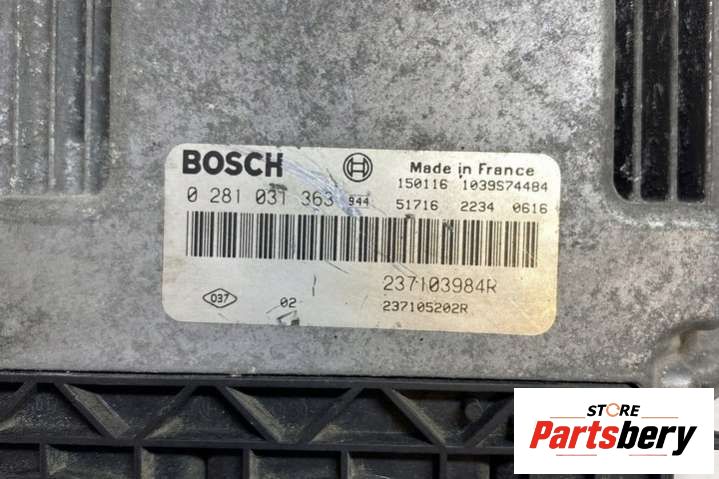 BOSCH
Made in France
150116 1039S74484
0 281 031 363 944 51716 2234 0616
237103984R
037 02 237105202R
STORE
Partsbery